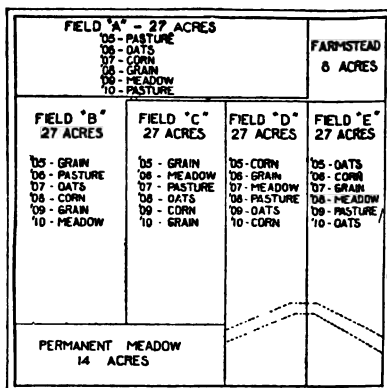 FIELD "A" - 27 ACRES
'05 - PASTURE
'06 - OATS
'07 - CORN
'08 - GRAIN
'09 - MEADOW
'10 - PASTURE
FARMSTEAD
8 ACRES
FIELD "B"
27 ACRES
'05 - GRAIN
'06 - PASTURE
'07 - OATS
'08 - CORN
'09 - GRAIN
'10 - MEADOW
FIELD "C"
27 ACRES
'05 - GRAIN
'06 - MEADOW
'07 - PASTURE
'08 - OATS
'09 - CORN
'10 - GRAIN
FIELD "D"
27 ACRES
'05 - CORN
'06 - GRAIN
'07 - MEADOW
'08 - PASTURE
'09 - OATS
'10 - CORN
FIELD "E"
27 ACRES
'05 - OATS
'06 - CORN
'07 - GRAIN
'08 - MEADOW
'09 - PASTURE
'10 - OATS
PERMANENT MEADOW
14 ACRES